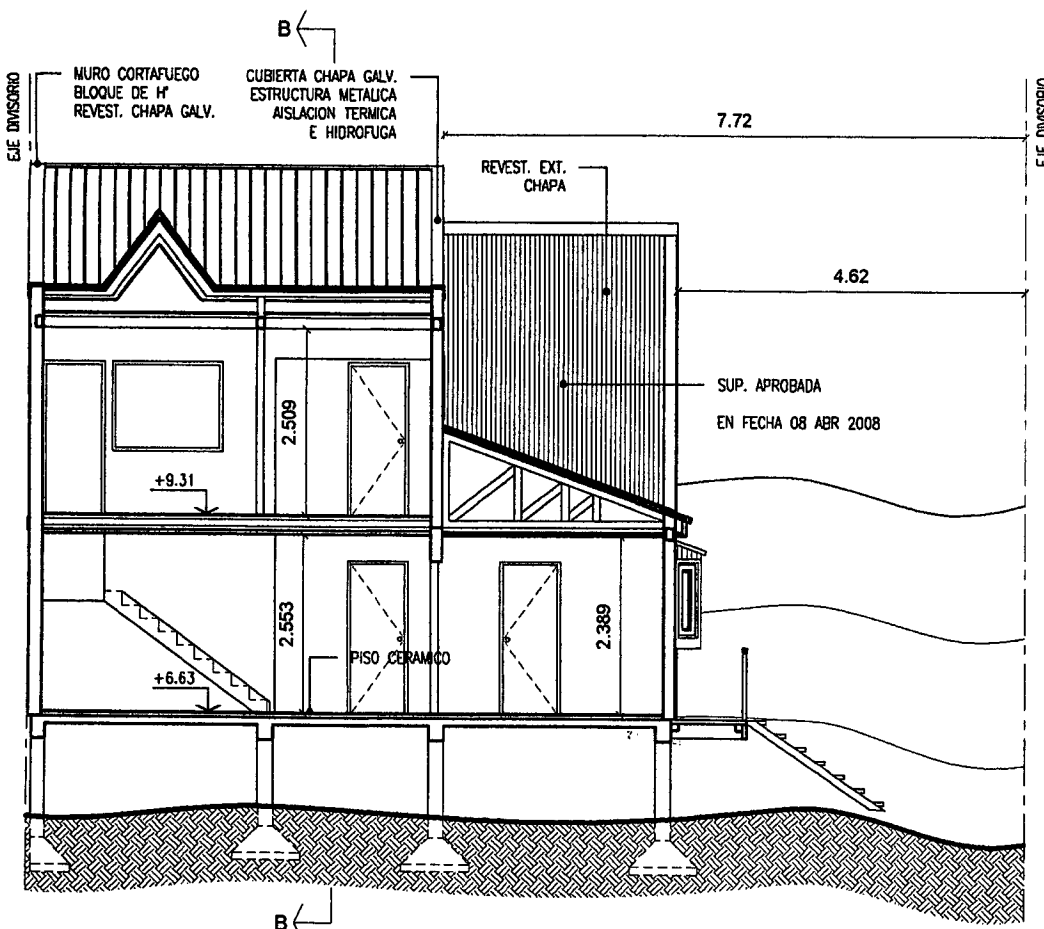 B
EJE DIVISORIO
MURO CORTAFUEGO
BLOQUE DE Hº
REVEST. CHAPA GALV.
CUBIERTA CHAPA GALV.
ESTRUCTURA METALICA
AISLACION TERMICA
E HIDROFUGA
7.72
EJE DIVISORIO
REVEST. EXT.
CHAPA
4.62
SUP. APROBADA
EN FECHA 08 ABR 2008
2.509
+9.31
2.553
2.389
PISO CERAMICO
+6.63
B